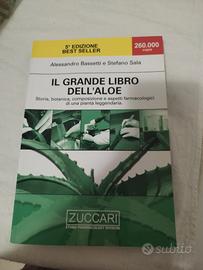 5ª EDIZIONE
BEST SELLER
260.000
copie
Alessandro Bassetti e Stefano Sala
IL GRANDE LIBRO
DELL'ALOE
Storia, botanica, composizione e aspetti farmacologici
di una pianta leggendaria.
ZUCCARI
subito